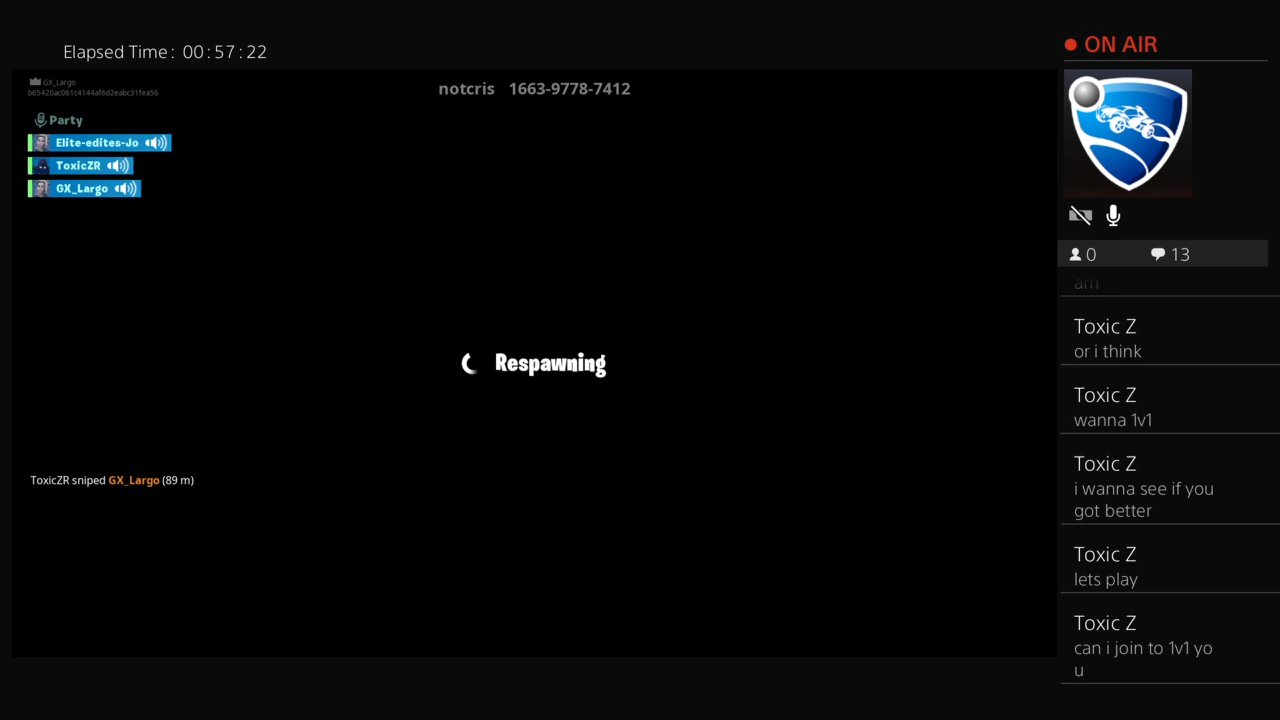 Elapsed Time: 00:57:22
ON AIR
GX_Largo
b65420ac061c4144af6d2eabc31fea56
notcris 1663-9778-7412
Party
Elite-edites-Jo
ToxicZR
GX_Largo
Respawning
ToxicZR sniped GX_Largo (89 m)
0 13
am
Toxic Z
or i think
Toxic Z
wanna 1v1
Toxic Z
i wanna see if you
got better
Toxic Z
lets play
Toxic Z
can i join to 1v1 yo
u